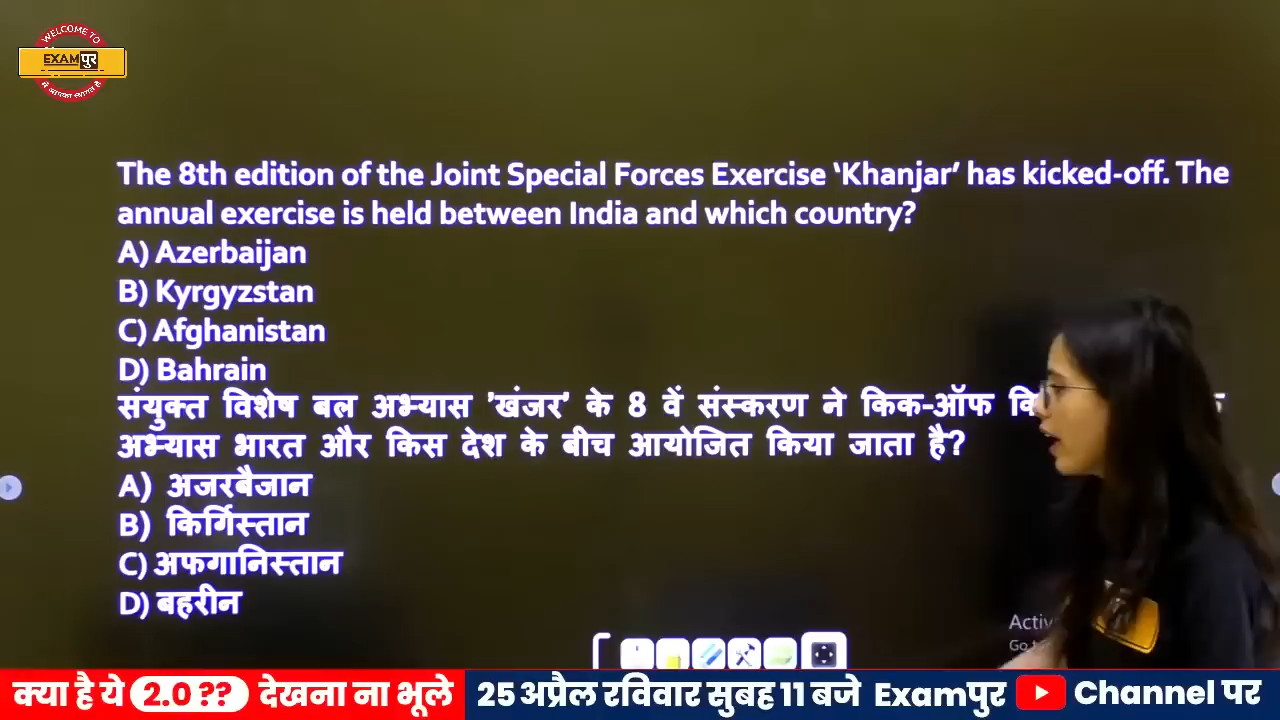 WELCOME TO
EXAMपुर
में आपका स्वागत है
The 8th edition of the Joint Special Forces Exercise ‘Khanjar’ has kicked-off. The
annual exercise is held between India and which country?
A) Azerbaijan
B) Kyrgyzstan
C) Afghanistan
D) Bahrain
संयुक्त विशेष बल अभ्यास ’खंजर’ के 8 वें संस्करण ने किक-ऑफ
अभ्यास भारत और किस देश के बीच आयोजित किया जाता है?
A) अजरबैजान
B) किर्गिस्तान
C) अफगानिस्तान
D) बहरीन
क्या है ये 2.0 ?? देखना ना भूले
25 अप्रैल रविवार सुबह 11 बजे Examपुर Channel पर